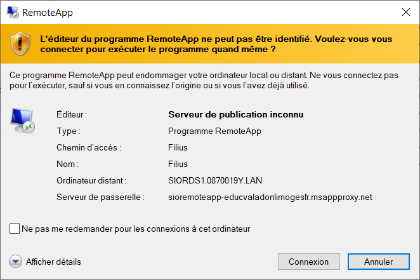 RemoteApp
L'éditeur du programme RemoteApp ne peut pas être identifié. Voulez-vous vous
connecter pour exécuter le programme quand même ?
Ce programme RemoteApp peut endommager votre ordinateur local ou distant. Ne vous connectez pas
pour l'exécuter, sauf si vous en connaissez l'origine ou si vous l'avez déjà utilisé.
Éditeur : Serveur de publication inconnu
Type : Programme RemoteApp
Chemin d'accès : Filius
Nom : Filius
Ordinateur distant : SIORDS1.0870019Y.LAN
Serveur de passerelle : sioremoteapp-educvaladonlimogesfr.msappproxy.net
Ne pas me redemander pour les connexions à cet ordinateur
Afficher détails Connexion Annuler